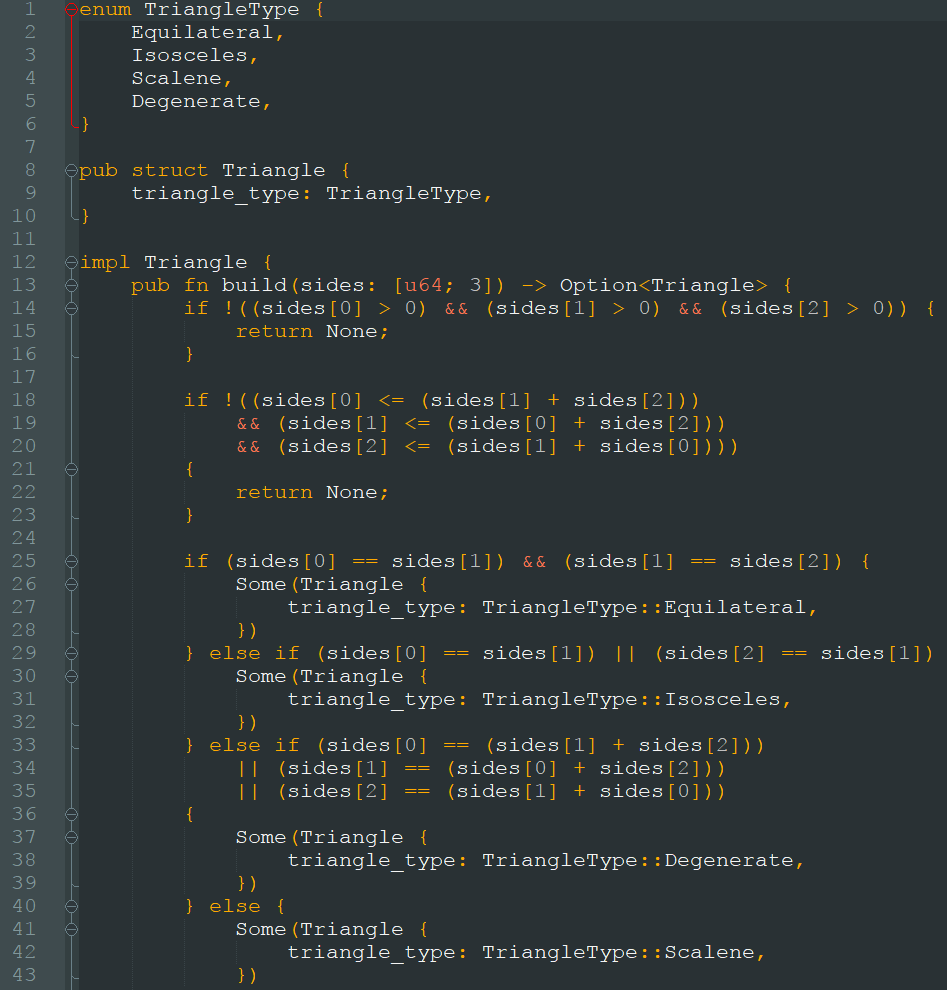 1 enum TriangleType {
2     Equilateral,
3     Isosceles,
4     Scalene,
5     Degenerate,
6 }
7
8 pub struct Triangle {
9     triangle_type: TriangleType,
10 }
11
12 impl Triangle {
13     pub fn build(sides: [u64; 3]) -> Option<Triangle> {
14         if !((sides[0] > 0) && (sides[1] > 0) && (sides[2] > 0)) {
15             return None;
16         }
17
18         if !((sides[0] <= (sides[1] + sides[2]))
19             && (sides[1] <= (sides[0] + sides[2]))
20             && (sides[2] <= (sides[1] + sides[0])))
21         {
22             return None;
23         }
24
25         if (sides[0] == sides[1]) && (sides[1] == sides[2]) {
26             Some(Triangle {
27                 triangle_type: TriangleType::Equilateral,
28             })
29         } else if (sides[0] == sides[1]) || (sides[2] == sides[1])
30             Some(Triangle {
31                 triangle_type: TriangleType::Isosceles,
32             })
33         } else if (sides[0] == (sides[1] + sides[2]))
34             || (sides[1] == (sides[0] + sides[2]))
35             || (sides[2] == (sides[1] + sides[0]))
36         {
37             Some(Triangle {
38                 triangle_type: TriangleType::Degenerate,
39             })
40         } else {
41             Some(Triangle {
42                 triangle_type: TriangleType::Scalene,
43             })